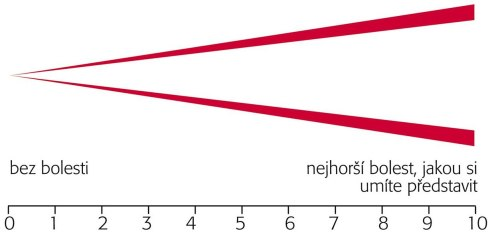 bez bolesti
nejhorší bolest, jakou si
umíte představit
0 1 2 3 4 5 6 7 8 9 10